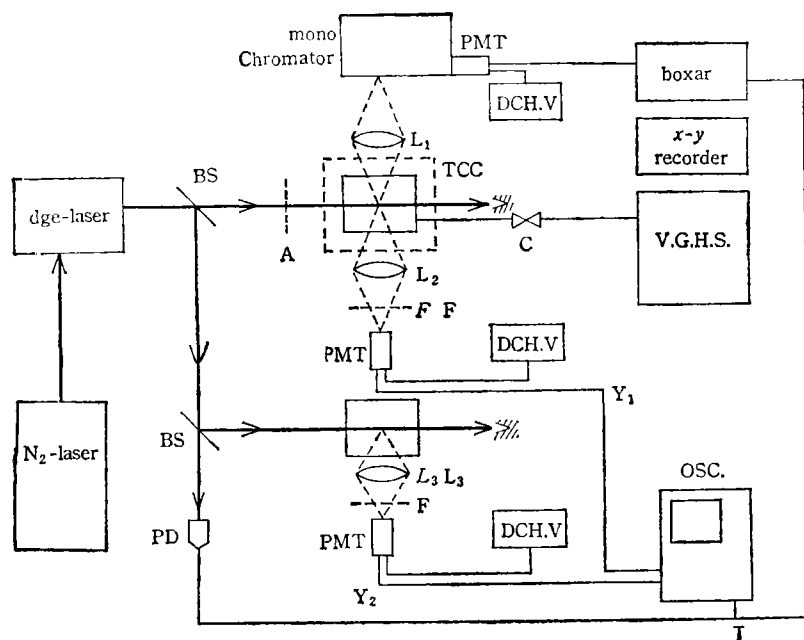 mono
Chromator
PMT
DCH.V
boxar
x-y
recorder
L1
BS
TCC
dge-laser
A
C
V.G.H.S.
L2
F F
PMT
DCH.V
Y1
BS
N2-laser
L3 L3
F
OSC.
PD
PMT
DCH.V
Y2
T